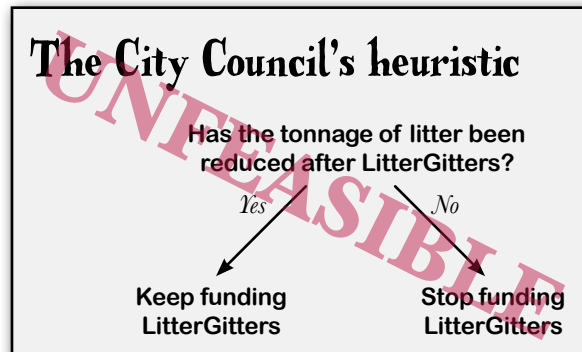 The City Council's heuristic
UNFEASIBLE
Has the tonnage of litter been
reduced after LitterGitters?
Yes
No
Keep funding
LitterGitters
Stop funding
LitterGitters